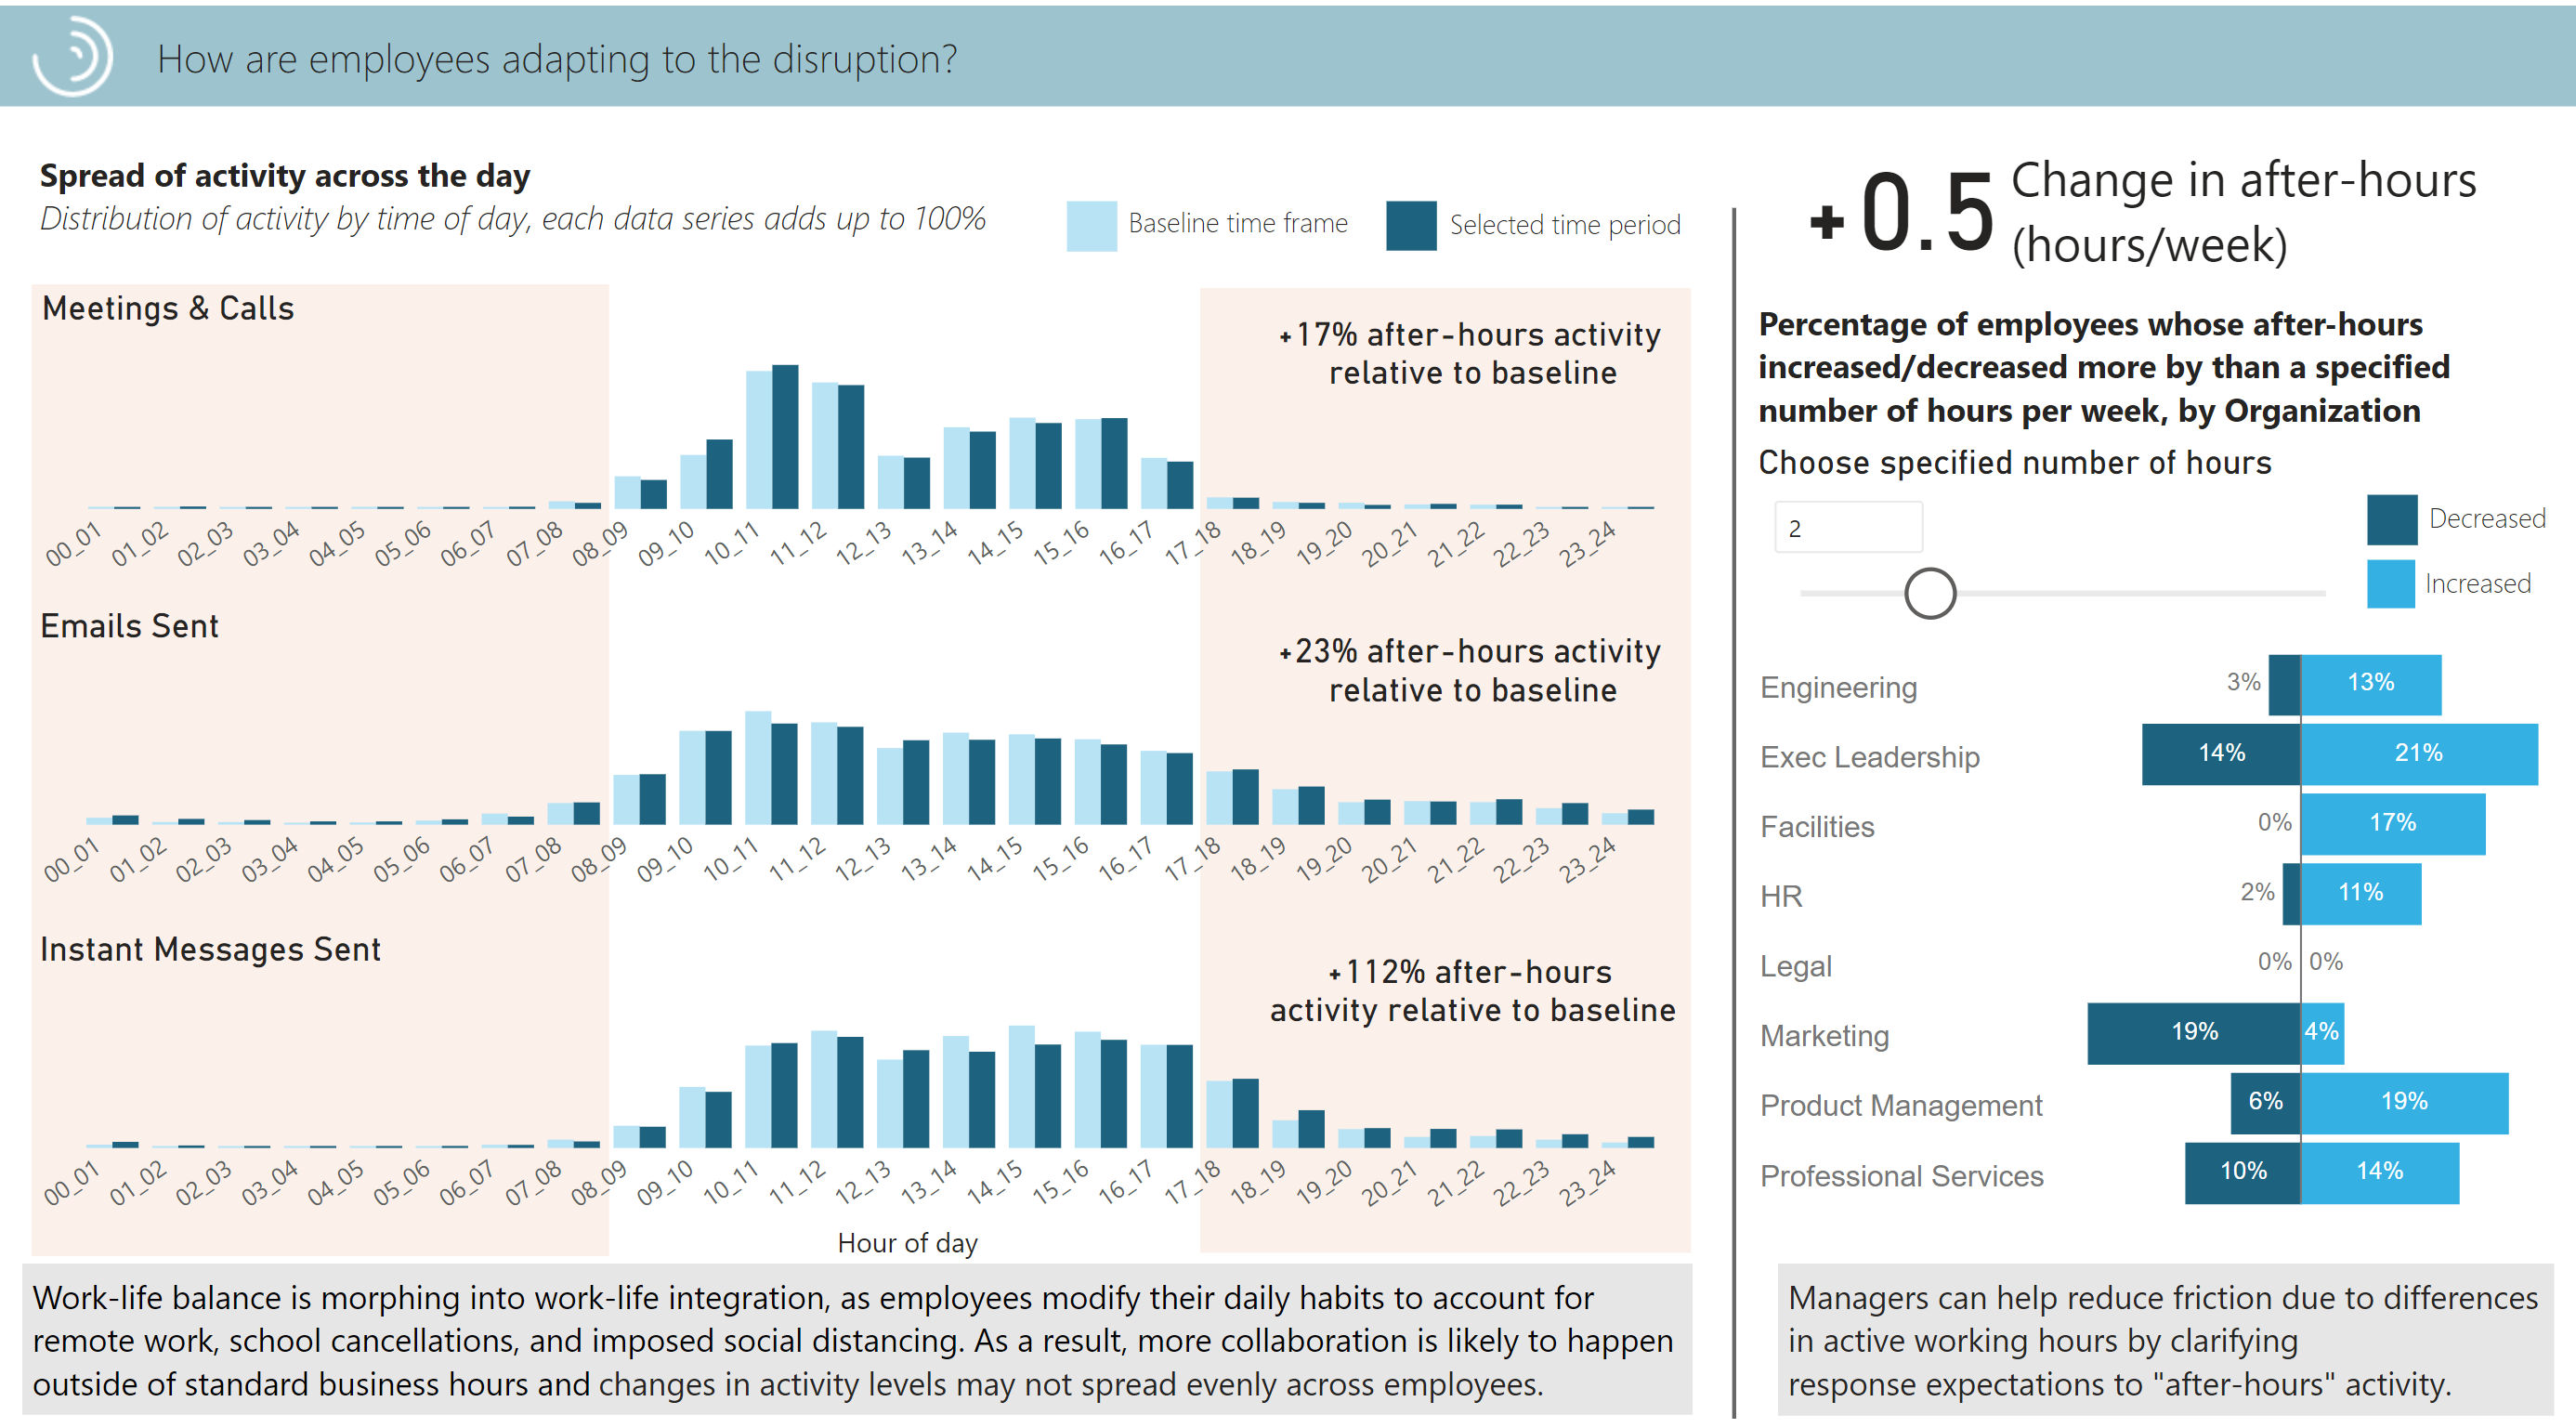 How are employees adapting to the disruption?
Spread of activity across the day
Distribution of activity by time of day, each data series adds up to 100%
Baseline time frame
Selected time period
Meetings & Calls
+17% after-hours activity
relative to baseline
00_01 01_02 02_03 03_04 04_05 05_06 06_07 07_08 08_09 09_10 10_11 11_12 12_13 13_14 14_15 15_16 16_17 17_18 18_19 19_20 20_21 21_22 22_23 23_24
Emails Sent
+23% after-hours activity
relative to baseline
00_01 01_02 02_03 03_04 04_05 05_06 06_07 07_08 08_09 09_10 10_11 11_12 12_13 13_14 14_15 15_16 16_17 17_18 18_19 19_20 20_21 21_22 22_23 23_24
Instant Messages Sent
+112% after-hours
activity relative to baseline
00_01 01_02 02_03 03_04 04_05 05_06 06_07 07_08 08_09 09_10 10_11 11_12 12_13 13_14 14_15 15_16 16_17 17_18 18_19 19_20 20_21 21_22 22_23 23_24
Hour of day
Work-life balance is morphing into work-life integration, as employees modify their daily habits to account for
remote work, school cancellations, and imposed social distancing. As a result, more collaboration is likely to happen
outside of standard business hours and changes in activity levels may not spread evenly across employees.
+0.5 Change in after-hours
(hours/week)
Percentage of employees whose after-hours
increased/decreased more by than a specified
number of hours per week, by Organization
Choose specified number of hours
2
Decreased
Increased
Engineering 3% 13%
Exec Leadership 14% 21%
Facilities 0% 17%
HR 2% 11%
Legal 0% 0%
Marketing 19% 4%
Product Management 6% 19%
Professional Services 10% 14%
Managers can help reduce friction due to differences
in active working hours by clarifying
response expectations to "after-hours" activity.